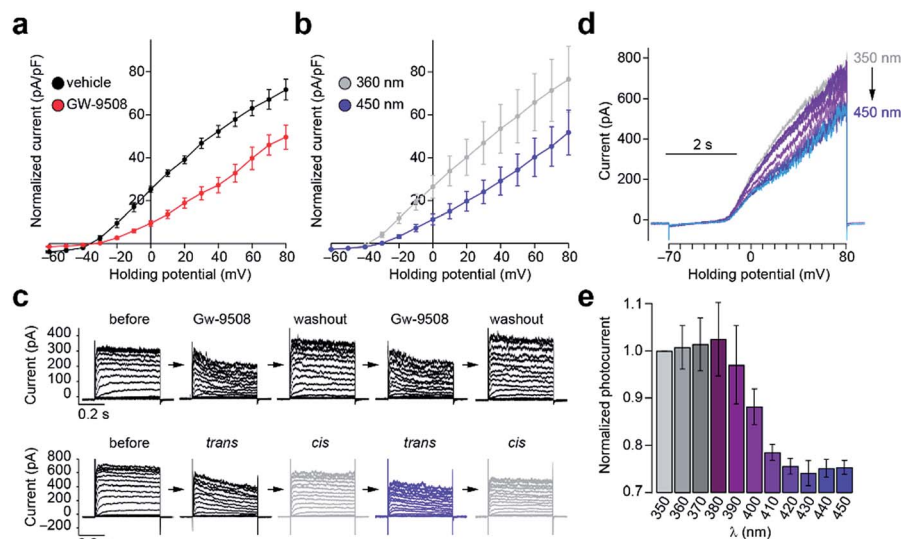 a
Normalized current (pA/pF)
80
60
40
20
vehicle
GW-9508
−60 −40 −20 0 20 40 60 80
Holding potential (mV)
b
Normalized current (pA/pF)
80
60
40
20
360 nm
450 nm
−60 −40 −20 0 20 40 60 80
Holding potential (mV)
d
Current (pA)
800
600
400
200
0
350 nm
450 nm
2 s
−70 0 80
Holding potential (mV)
c
before Gw-9508 washout Gw-9508 washout
Current (pA)
400
300
200
100
0
0.2 s
before trans cis trans cis
Current (pA)
800
600
400
200
0
−200
e
Normalized photocurrent
1.1
1.0
0.9
0.8
0.7
350 360 370 380 390 400 410 420 430 440 450
λ (nm)